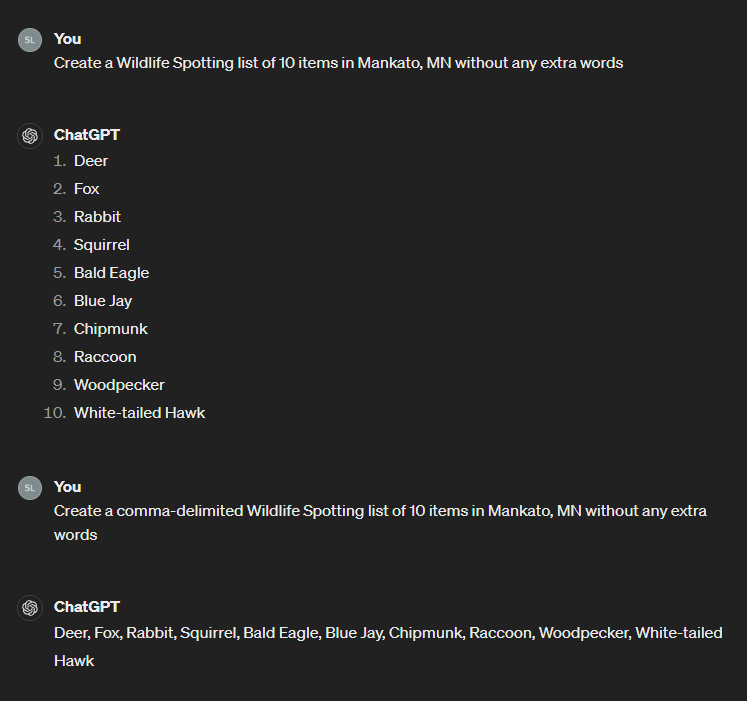 SL You
Create a Wildlife Spotting list of 10 items in Mankato, MN without any extra words
ChatGPT
1. Deer
2. Fox
3. Rabbit
4. Squirrel
5. Bald Eagle
6. Blue Jay
7. Chipmunk
8. Raccoon
9. Woodpecker
10. White-tailed Hawk
SL You
Create a comma-delimited Wildlife Spotting list of 10 items in Mankato, MN without any extra
words
ChatGPT
Deer, Fox, Rabbit, Squirrel, Bald Eagle, Blue Jay, Chipmunk, Raccoon, Woodpecker, White-tailed
Hawk